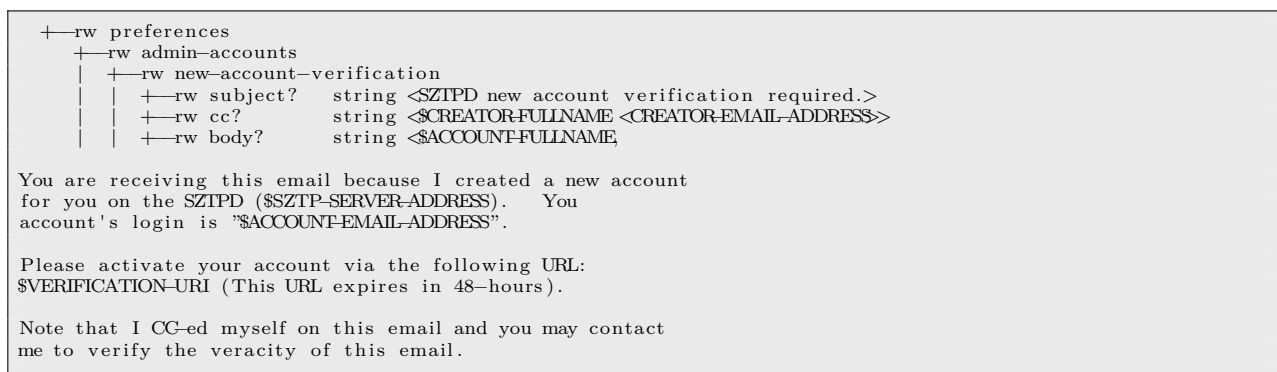 +--rw preferences
+--rw admin-accounts
| +--rw new-account-verification
| | +--rw subject? string <SZTPD new account verification required.>
| | +--rw cc? string <$CREATOR-FULLNAME <CREATOR-EMAIL-ADDRESS>>
| | +--rw body? string <$ACCOUNT-FULLNAME,
You are receiving this email because I created a new account
for you on the SZTPD ($SZTP-SERVER-ADDRESS). You
account's login is "$ACCOUNT-EMAIL-ADDRESS".
Please activate your account via the following URL:
$VERIFICATION-URI (This URL expires in 48-hours).
Note that I CC-ed myself on this email and you may contact
me to verify the veracity of this email.